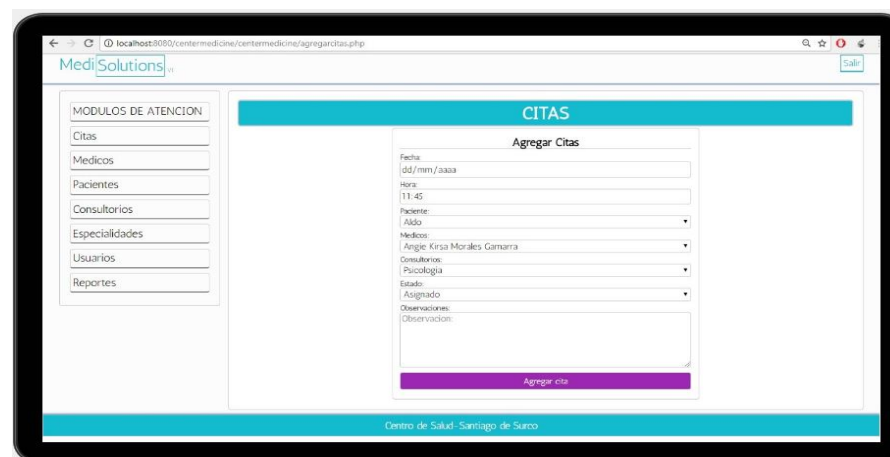 localhost:8080/centermedicine/centermedicine/agregarcitas.php
MediSolutions V1
Salir
MODULOS DE ATENCION
Citas
Medicos
Pacientes
Consultorios
Especialidades
Usuarios
Reportes
CITAS
Agregar Citas
Fecha:
dd/mm/aaaa
Hora:
11:45
Paciente:
Aldo
Medicos:
Angie Kirsa Morales Gamarra
Consultorios:
Psicologia
Estado:
Asignado
Observaciones:
Observacion:
Agregar cita
Centro de Salud-Santiago de Surco